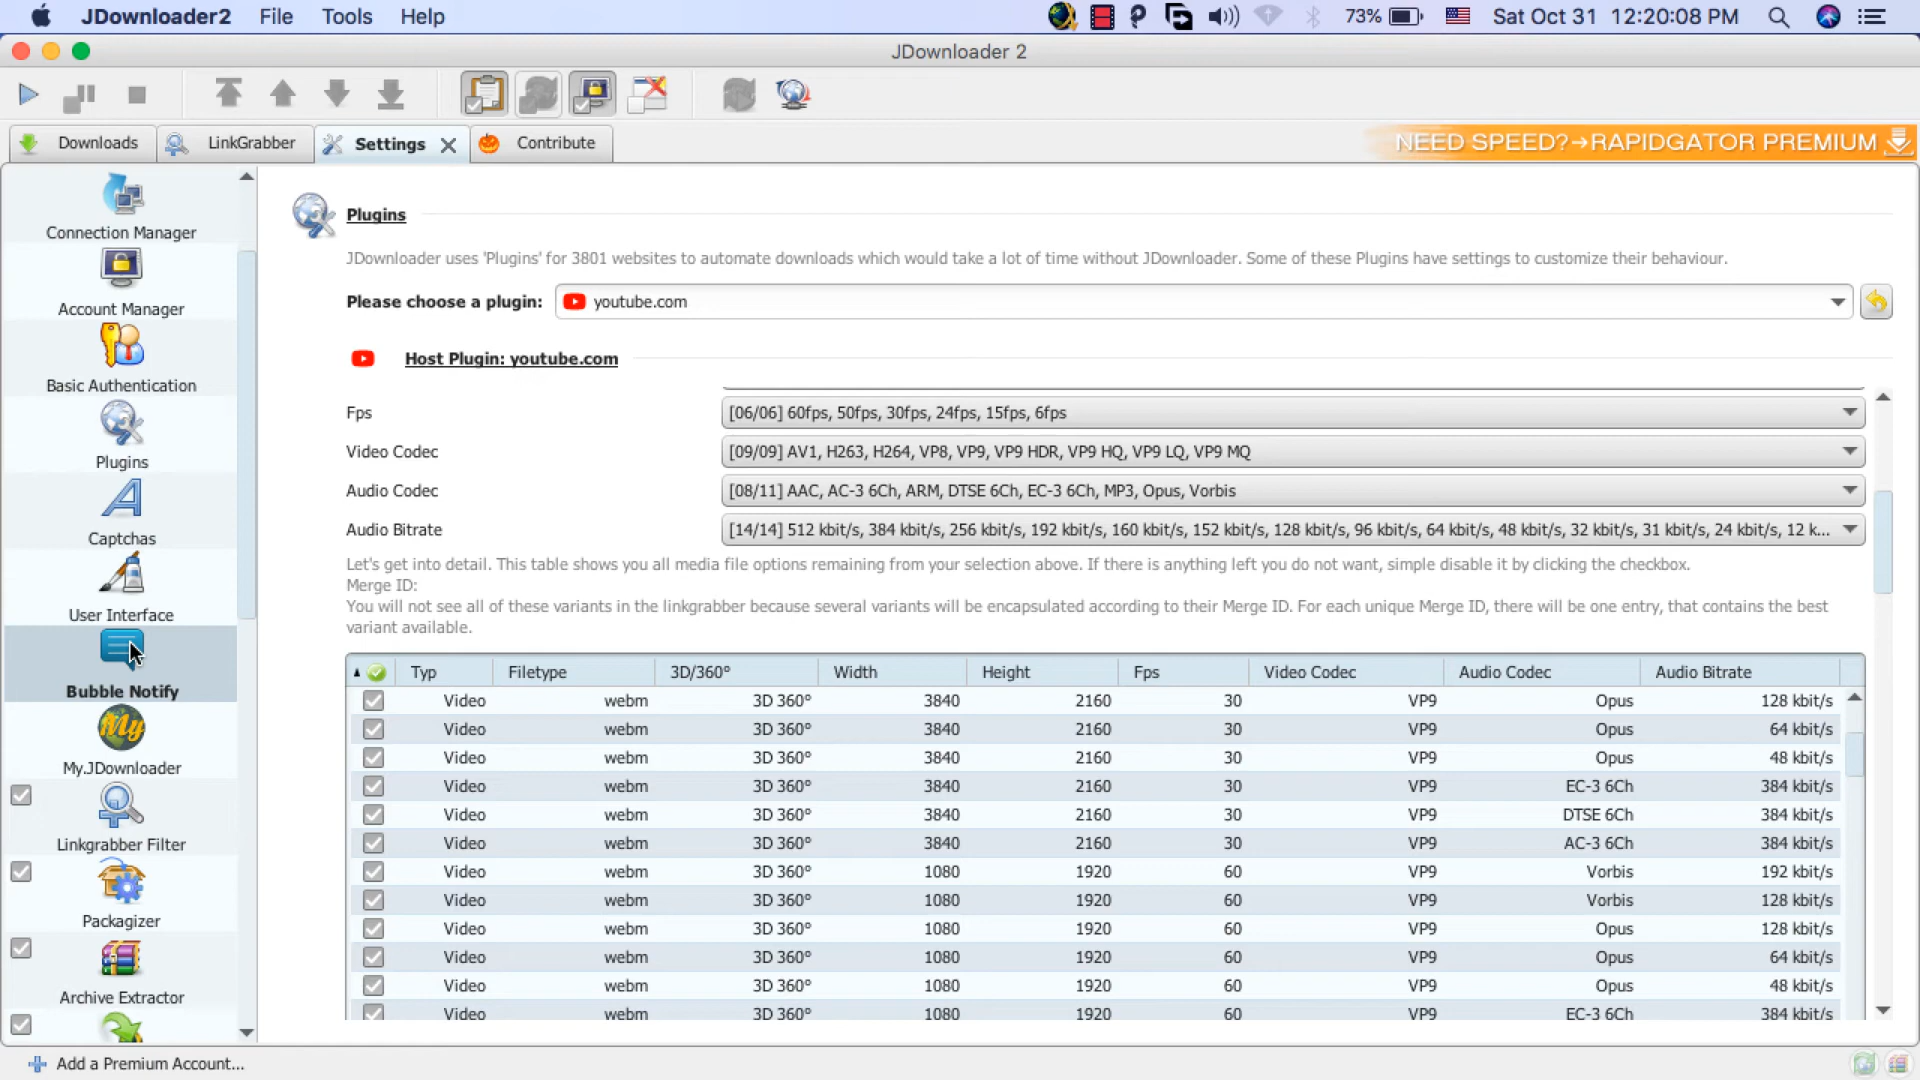 JDownloader2 File Tools Help 73% Sat Oct 31 12:20:08 PM
JDownloader 2
Downloads LinkGrabber Settings Contribute NEED SPEED?→RAPIDGATOR PREMIUM
Connection Manager
Account Manager
Basic Authentication
Plugins
Captchas
User Interface
Bubble Notify
My
My.JDownloader
Linkgrabber Filter
Packagizer
Archive Extractor
Plugins
JDownloader uses 'Plugins' for 3801 websites to automate downloads which would take a lot of time without JDownloader. Some of these Plugins have settings to customize their behaviour.
Please choose a plugin: youtube.com
Host Plugin: youtube.com
Fps [06/06] 60fps, 50fps, 30fps, 24fps, 15fps, 6fps
Video Codec [09/09] AV1, H263, H264, VP8, VP9, VP9 HDR, VP9 HQ, VP9 LQ, VP9 MQ
Audio Codec [08/11] AAC, AC-3 6Ch, ARM, DTSE 6Ch, EC-3 6Ch, MP3, Opus, Vorbis
Audio Bitrate [14/14] 512 kbit/s, 384 kbit/s, 256 kbit/s, 192 kbit/s, 160 kbit/s, 152 kbit/s, 128 kbit/s, 96 kbit/s, 64 kbit/s, 48 kbit/s, 32 kbit/s, 31 kbit/s, 24 kbit/s, 12 k...
Let's get into detail. This table shows you all media file options remaining from your selection above. If there is anything left you do not want, simple disable it by clicking the checkbox.
Merge ID:
You will not see all of these variants in the linkgrabber because several variants will be encapsulated according to their Merge ID. For each unique Merge ID, there will be one entry, that contains the best
variant available.
Typ Filetype 3D/360° Width Height Fps Video Codec Audio Codec Audio Bitrate
Video webm 3D 360° 3840 2160 30 VP9 Opus 128 kbit/s
Video webm 3D 360° 3840 2160 30 VP9 Opus 64 kbit/s
Video webm 3D 360° 3840 2160 30 VP9 Opus 48 kbit/s
Video webm 3D 360° 3840 2160 30 VP9 EC-3 6Ch 384 kbit/s
Video webm 3D 360° 3840 2160 30 VP9 DTSE 6Ch 384 kbit/s
Video webm 3D 360° 3840 2160 30 VP9 AC-3 6Ch 384 kbit/s
Video webm 3D 360° 1080 1920 60 VP9 Vorbis 192 kbit/s
Video webm 3D 360° 1080 1920 60 VP9 Vorbis 128 kbit/s
Video webm 3D 360° 1080 1920 60 VP9 Opus 128 kbit/s
Video webm 3D 360° 1080 1920 60 VP9 Opus 64 kbit/s
Video webm 3D 360° 1080 1920 60 VP9 Opus 48 kbit/s
Video webm 3D 360° 1080 1920 60 VP9 EC-3 6Ch 384 kbit/s
Add a Premium Account...